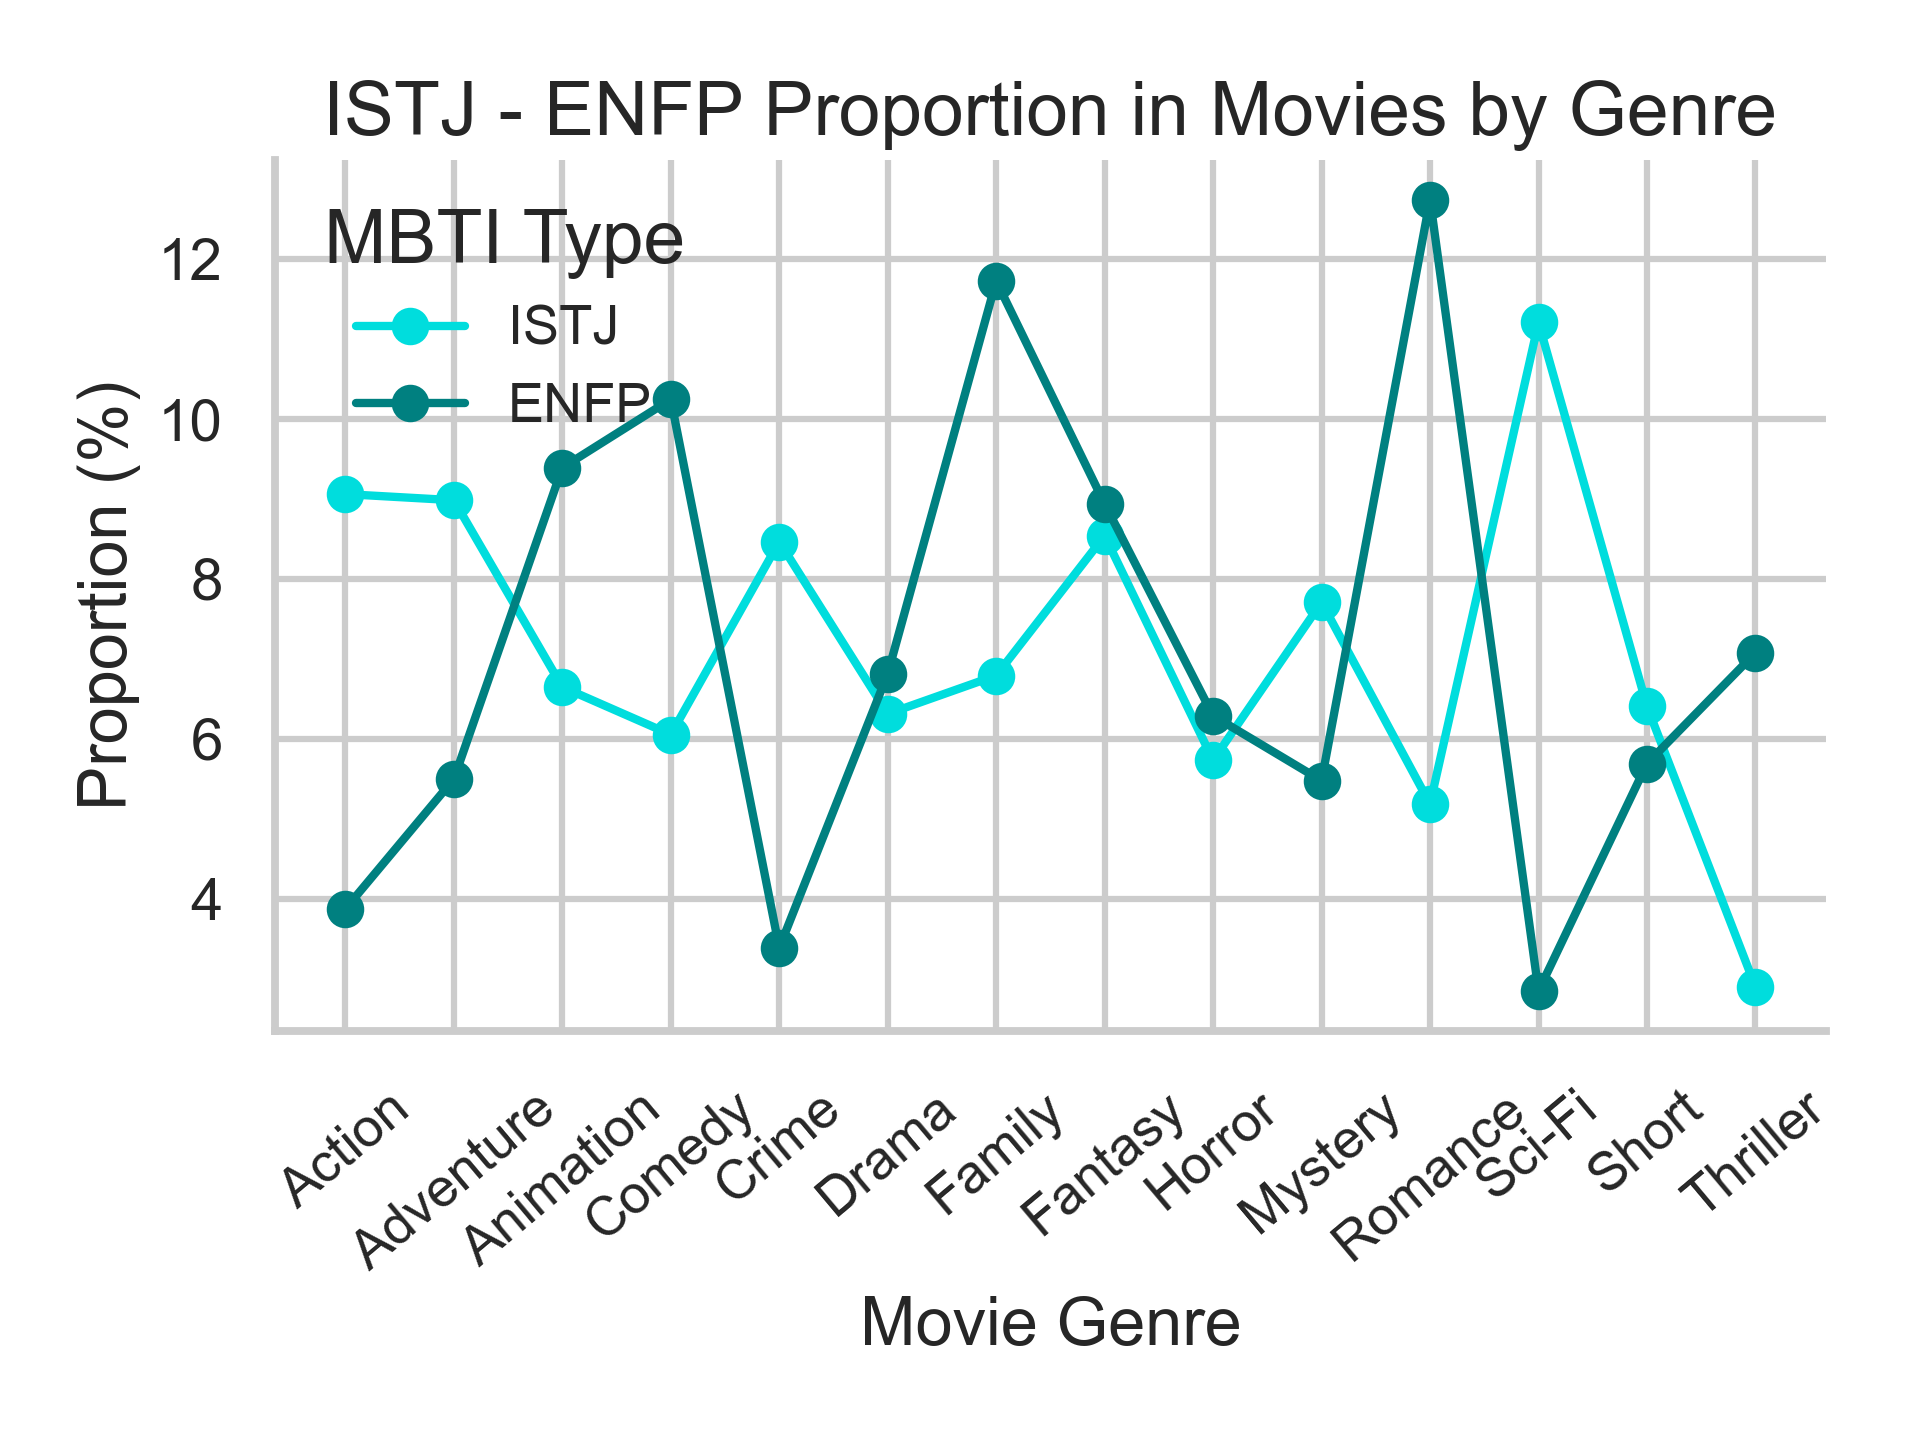 ISTJ - ENFP Proportion in Movies by Genre
MBTI Type
ISTJ
ENFP
Proportion (%)
12
10
8
6
4
Action
Adventure
Animation
Comedy
Crime
Drama
Family
Fantasy
Horror
Mystery
Romance
Sci-Fi
Short
Thriller
Movie Genre